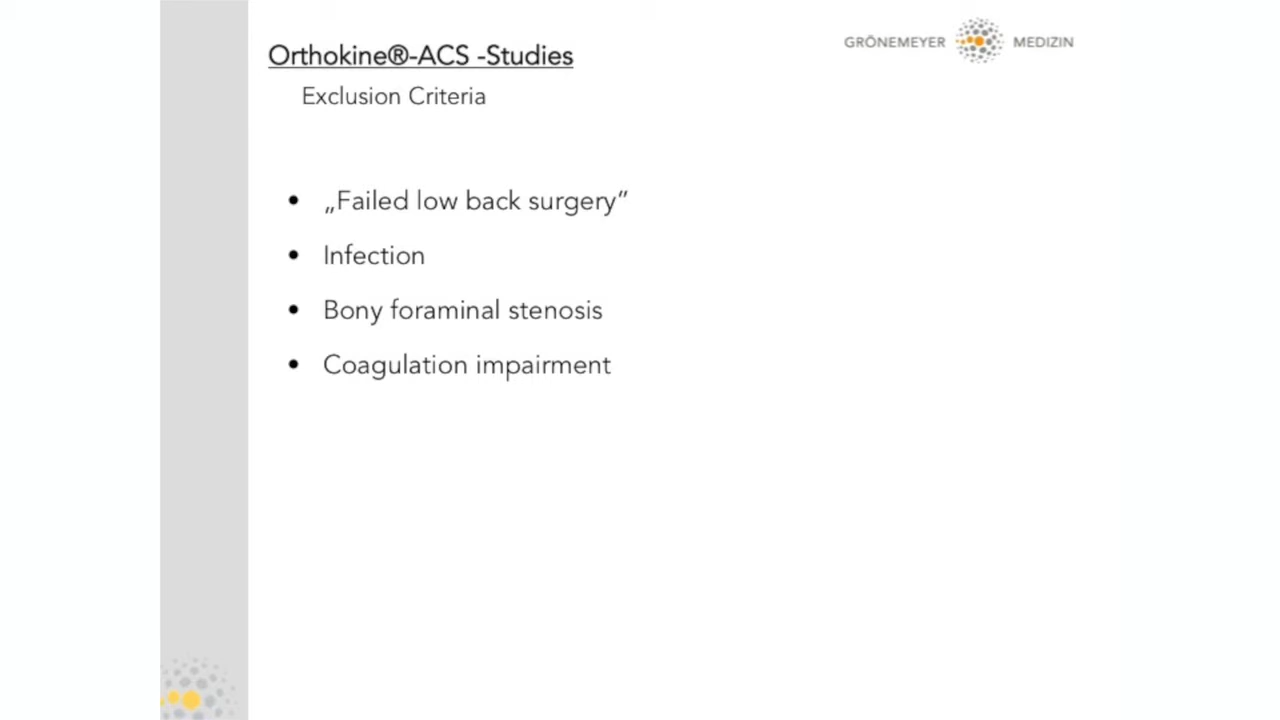 Orthokine®-ACS -Studies
GRÖNEMEYER MEDIZIN
Exclusion Criteria
• „Failed low back surgery”
• Infection
• Bony foraminal stenosis
• Coagulation impairment